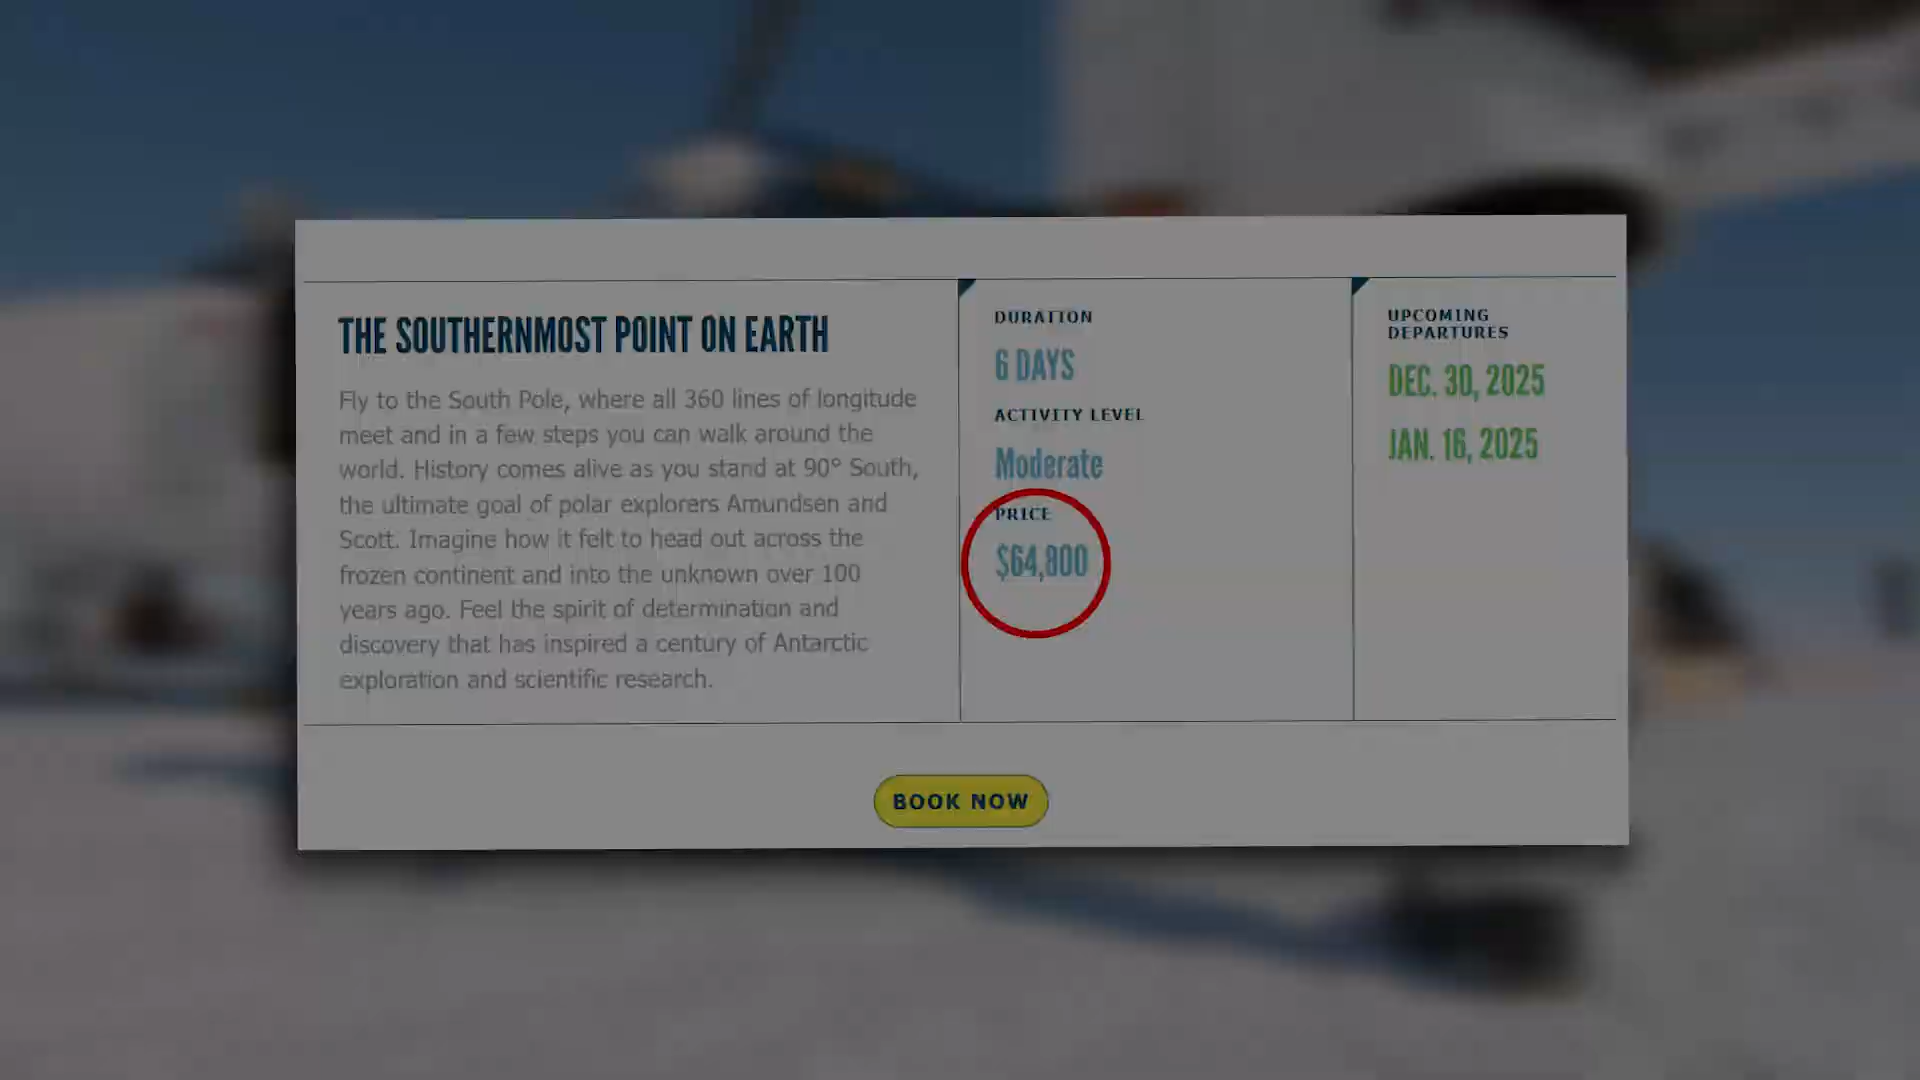 THE SOUTHERNMOST POINT ON EARTH
Fly to the South Pole, where all 360 lines of longitude
meet and in a few steps you can walk around the
world. History comes alive as you stand at 90° South,
the ultimate goal of polar explorers Amundsen and
Scott. Imagine how it felt to head out across the
frozen continent and into the unknown over 100
years ago. Feel the spirit of determination and
discovery that has inspired a century of Antarctic
exploration and scientific research.
DURATION
6 DAYS
ACTIVITY LEVEL
Moderate
PRICE
$64,800
UPCOMING
DEPARTURES
DEC. 30, 2025
JAN. 16, 2025
BOOK NOW